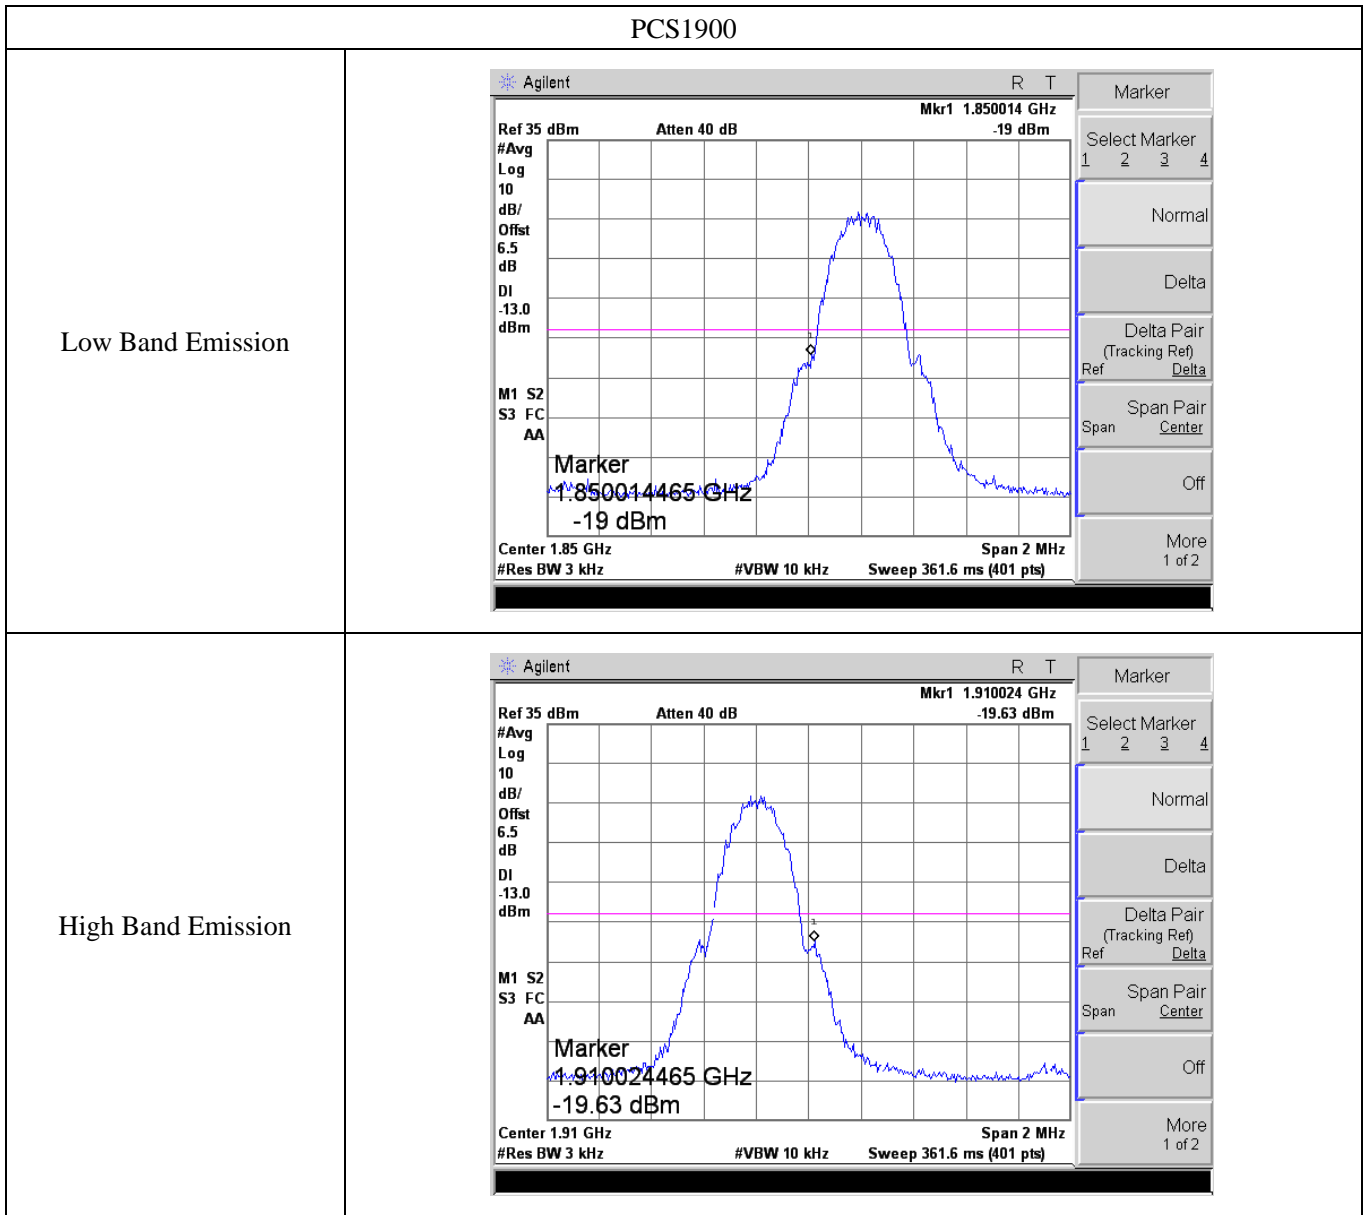 PCS1900
Low Band Emission
Agilent R T
Mkr1 1.850014 GHz
Ref 35 dBm Atten 40 dB -19 dBm
#Avg
Log
10
dB/
Offst
6.5
dB
DI
-13.0
dBm
1
M1 S2
S3 FC
AA
Marker
1.850014465 GHz
-19 dBm
Center 1.85 GHz Span 2 MHz
#Res BW 3 kHz #VBW 10 kHz Sweep 361.6 ms (401 pts)
Marker
Select Marker
1 2 3 4
Normal
Delta
Delta Pair
(Tracking Ref)
Ref Delta
Span Pair
Span Center
Off
More
1 of 2
High Band Emission
Agilent R T
Mkr1 1.910024 GHz
Ref 35 dBm Atten 40 dB -19.63 dBm
#Avg
Log
10
dB/
Offst
6.5
dB
DI
-13.0
dBm
1
M1 S2
S3 FC
AA
Marker
1.910024465 GHz
-19.63 dBm
Center 1.91 GHz Span 2 MHz
#Res BW 3 kHz #VBW 10 kHz Sweep 361.6 ms (401 pts)
Marker
Select Marker
1 2 3 4
Normal
Delta
Delta Pair
(Tracking Ref)
Ref Delta
Span Pair
Span Center
Off
More
1 of 2